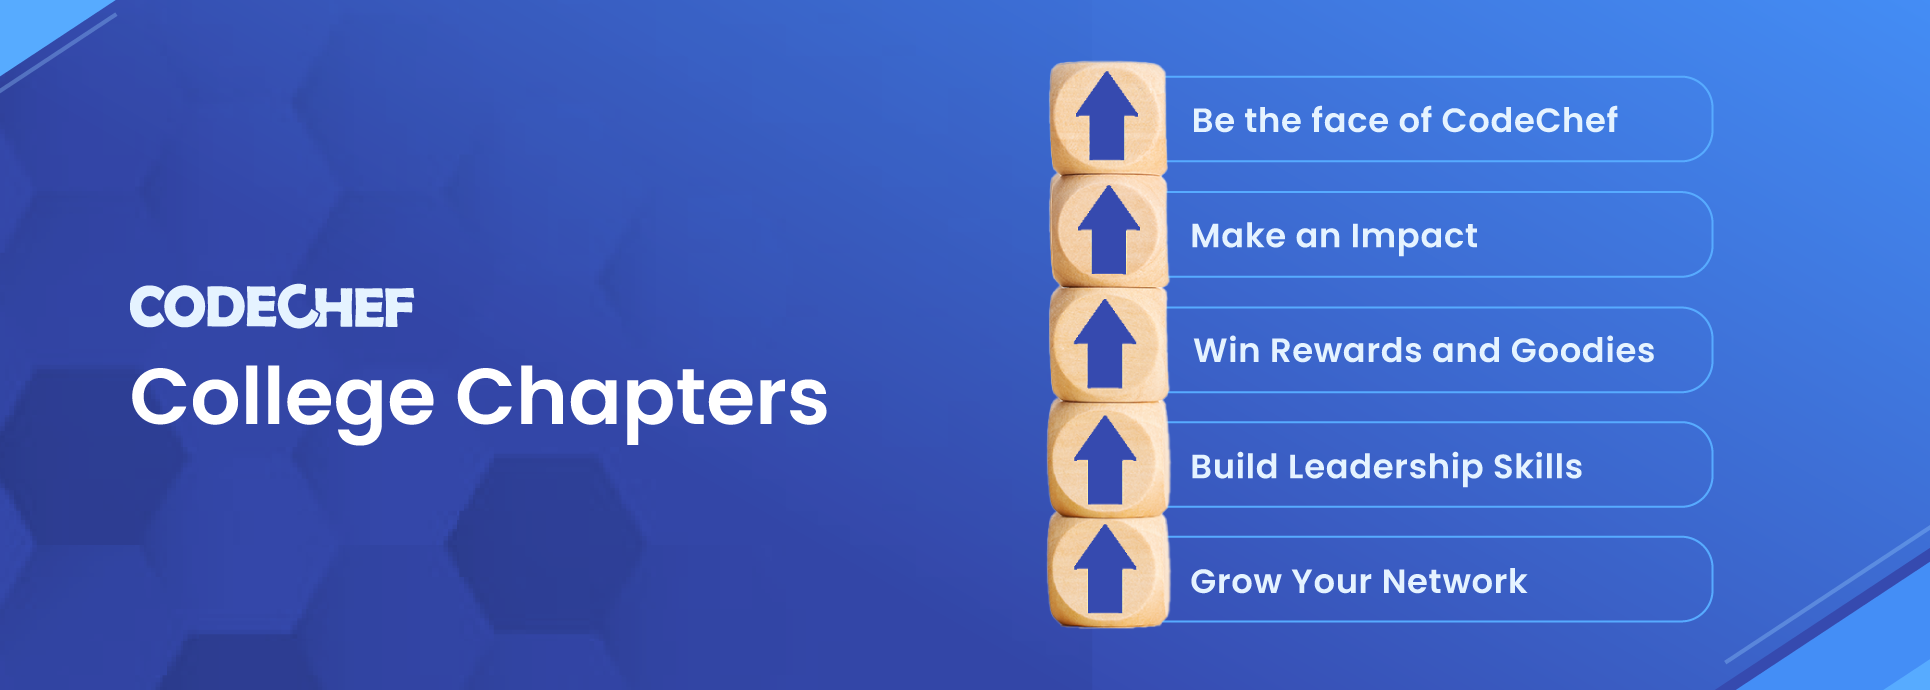 CODECHEF
College Chapters
Be the face of CodeChef
Make an Impact
Win Rewards and Goodies
Build Leadership Skills
Grow Your Network